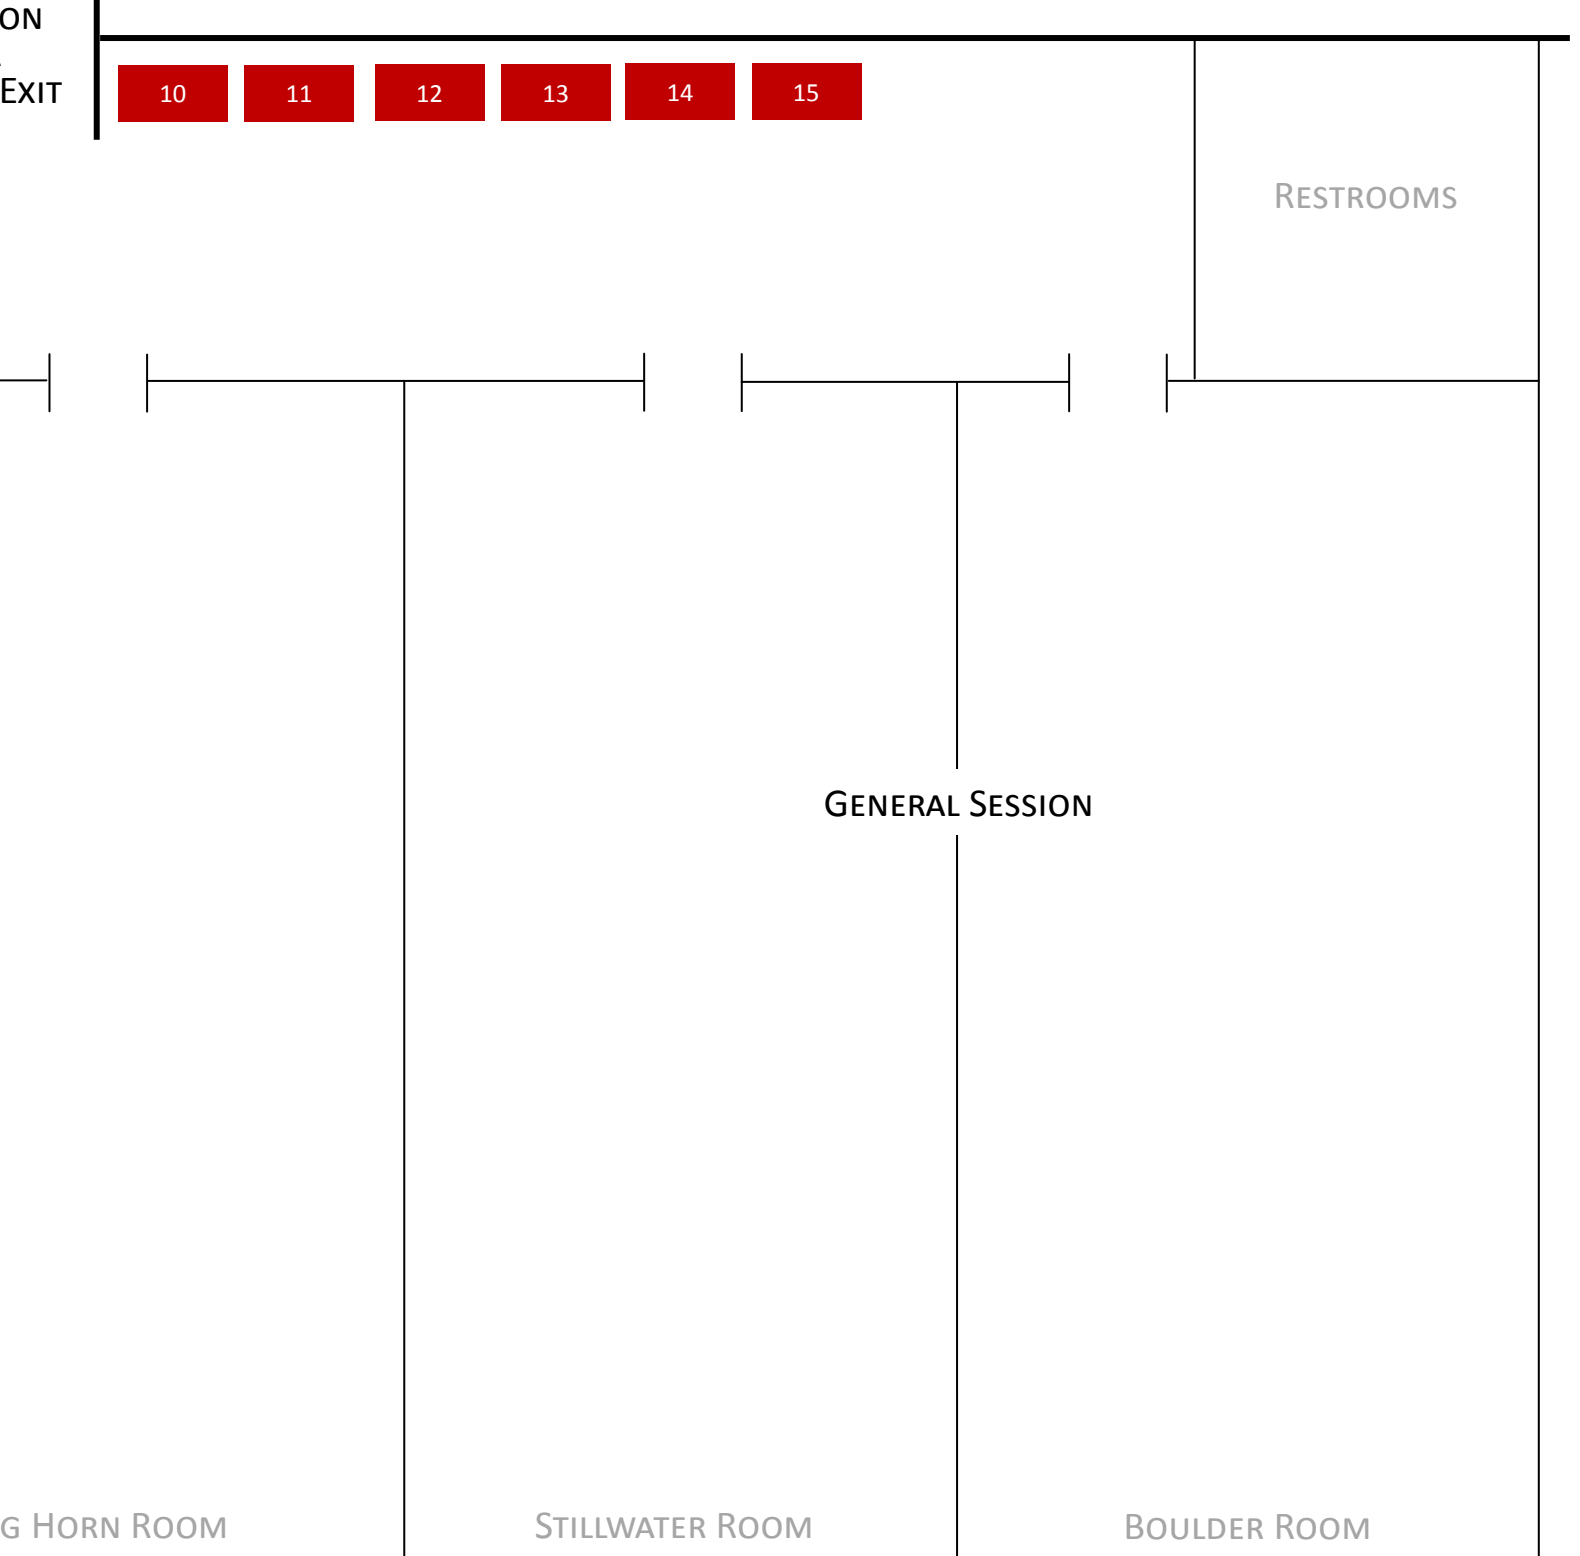 ON
EXIT
10 11 12 13 14 15
RESTROOMS
GENERAL SESSION
G HORN ROOM
STILLWATER ROOM
BOULDER ROOM